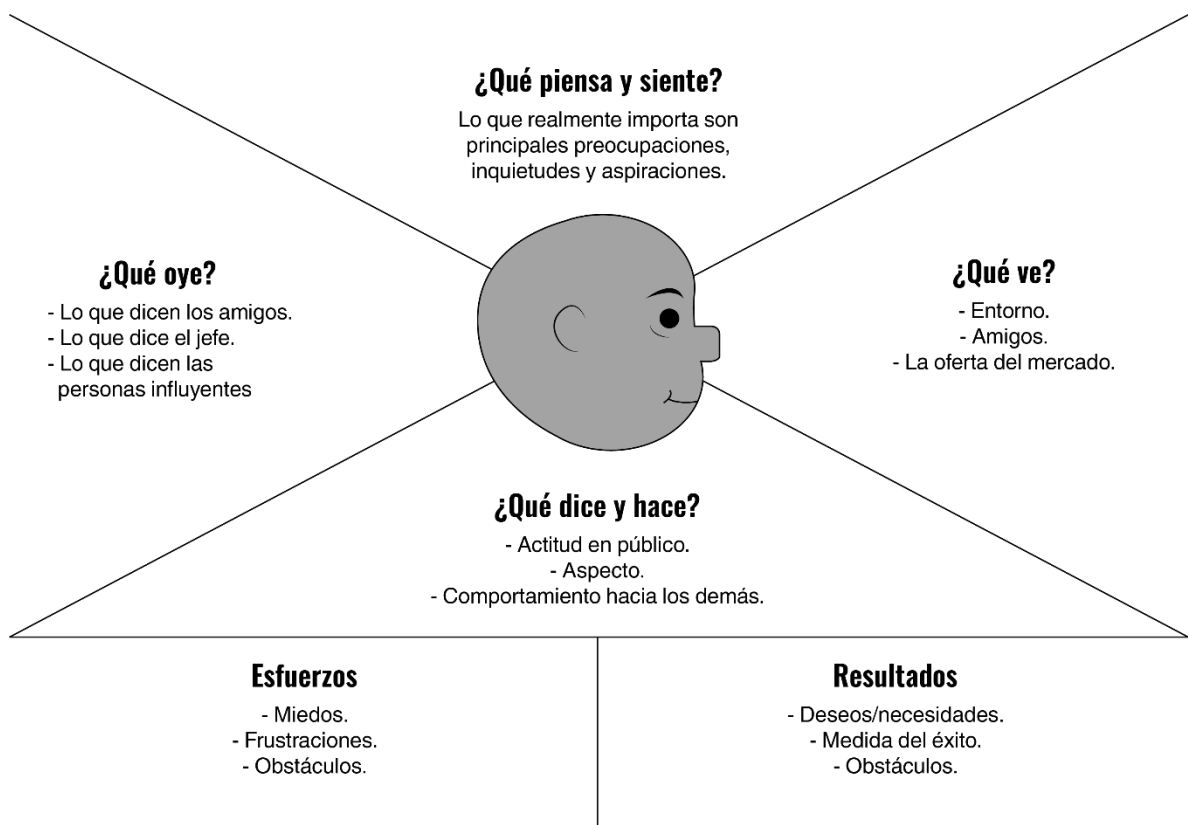 ¿Qué piensa y siente?
Lo que realmente importa son
principales preocupaciones,
inquietudes y aspiraciones.
¿Qué oye?
- Lo que dicen los amigos.
- Lo que dice el jefe.
- Lo que dicen las
personas influyentes
¿Qué ve?
- Entorno.
- Amigos.
- La oferta del mercado.
¿Qué dice y hace?
- Actitud en público.
- Aspecto.
- Comportamiento hacia los demás.
Esfuerzos
- Miedos.
- Frustraciones.
- Obstáculos.
Resultados
- Deseos/necesidades.
- Medida del éxito.
- Obstáculos.